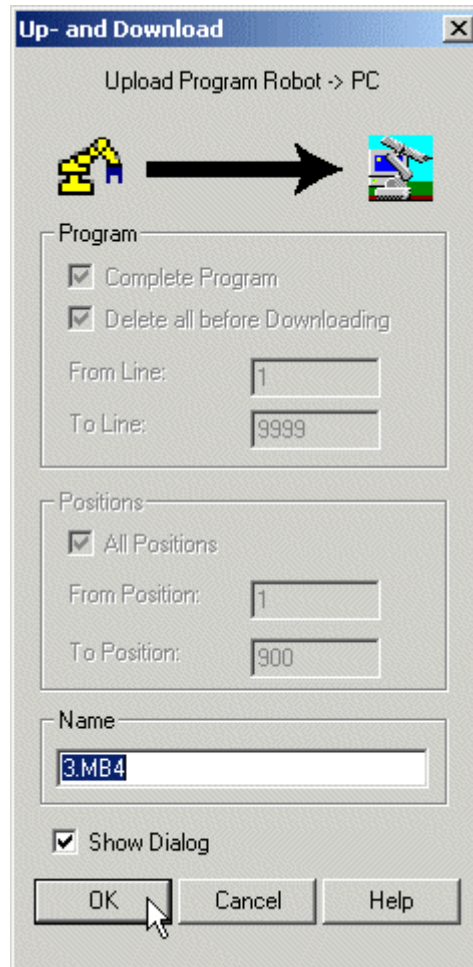 Up- and Download
Upload Program Robot -> PC
Program
Complete Program
Delete all before Downloading
From Line: 1
To Line: 9999
Positions
All Positions
From Position: 1
To Position: 900
Name
3.MB4
Show Dialog
OK Cancel Help